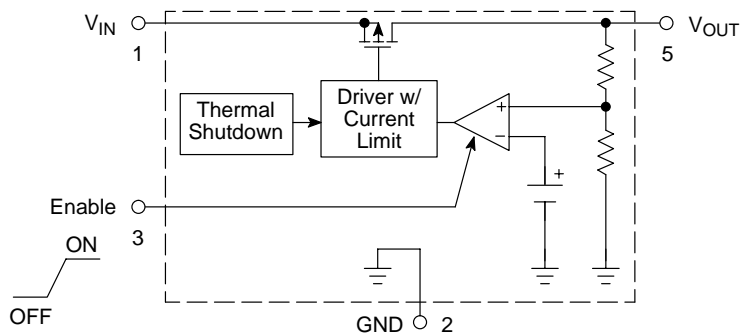 VIN
1
5
VOUT
Thermal
Shutdown
Driver w/
Current
Limit
+
−
+
Enable
3
ON
OFF
GND
2